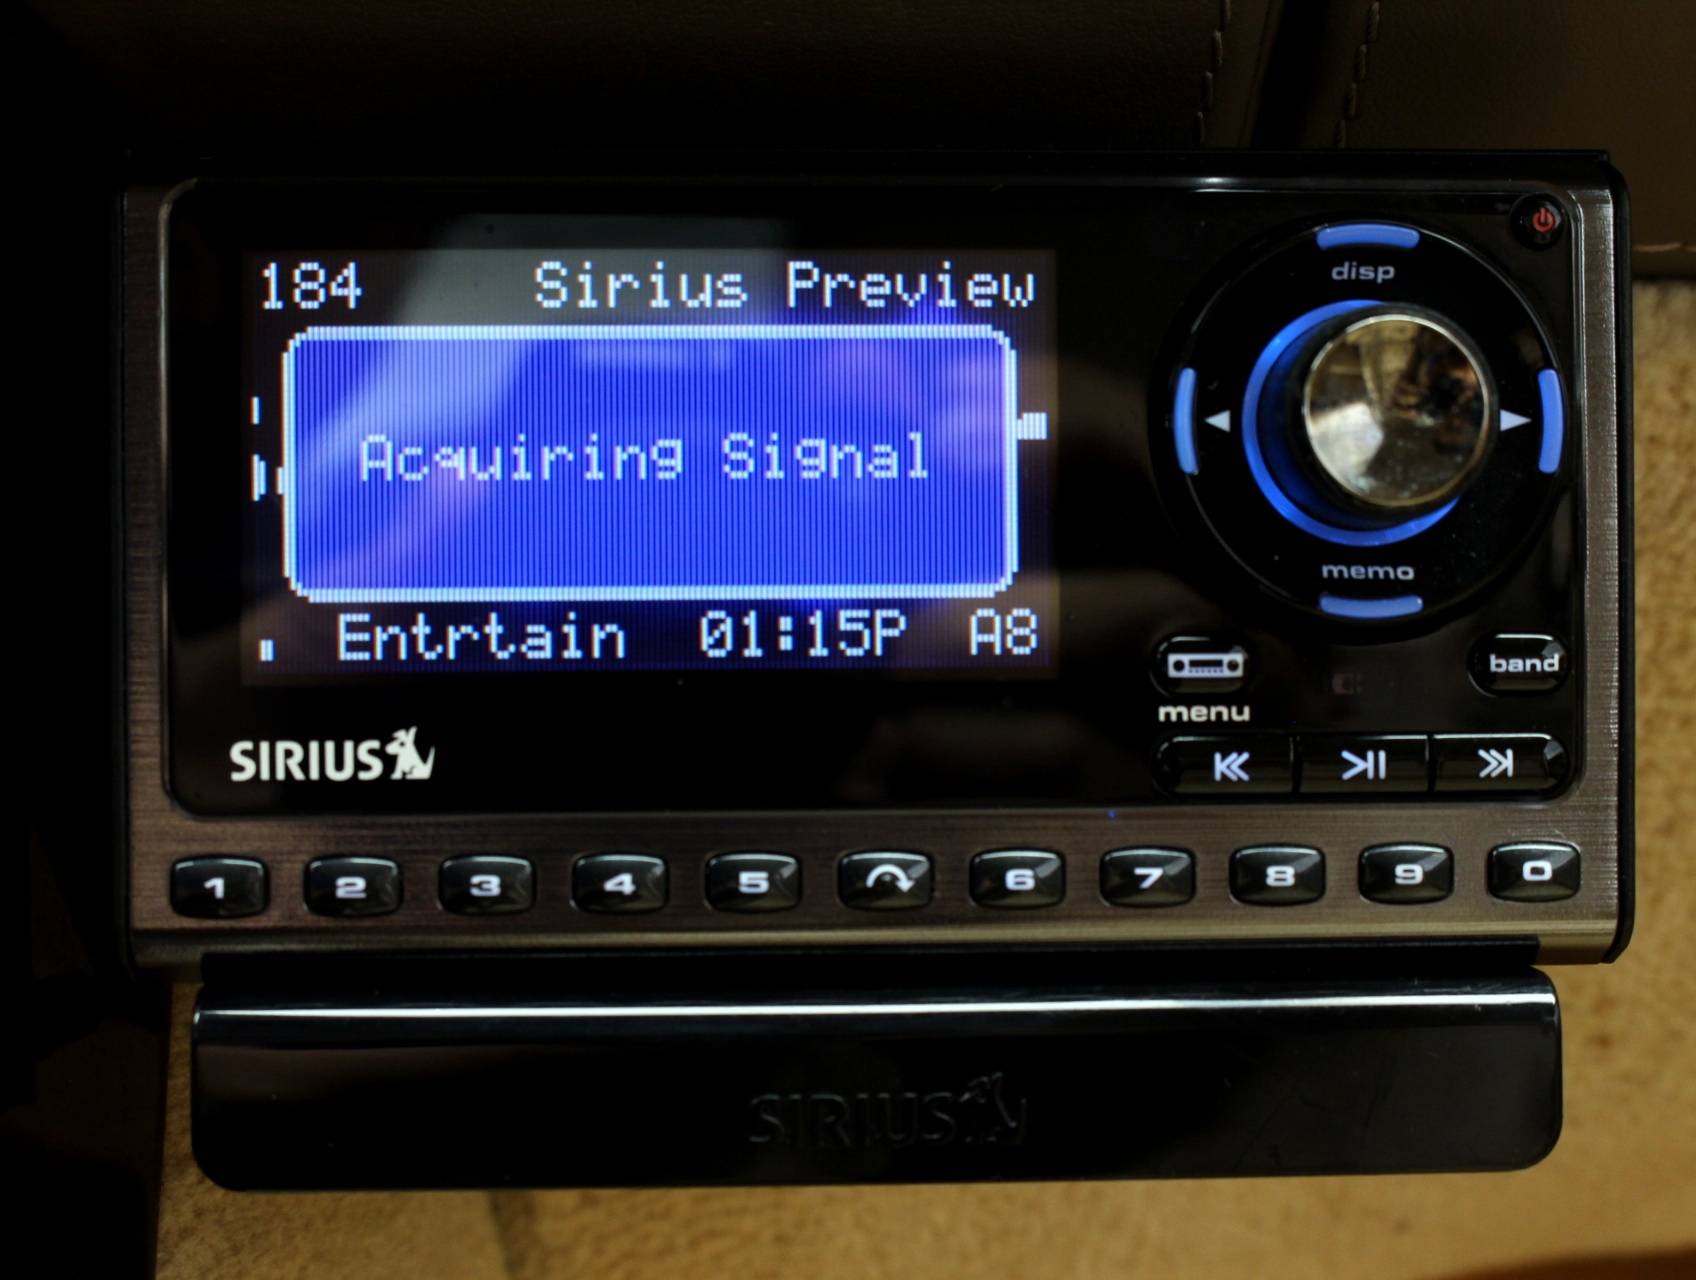 184 Sirius Preview
Acquiring Signal
Entrtain 01:15P A8
SIRIUS
disp
memo
menu
band
1 2 3 4 5 6 7 8 9 0
SIRIUS